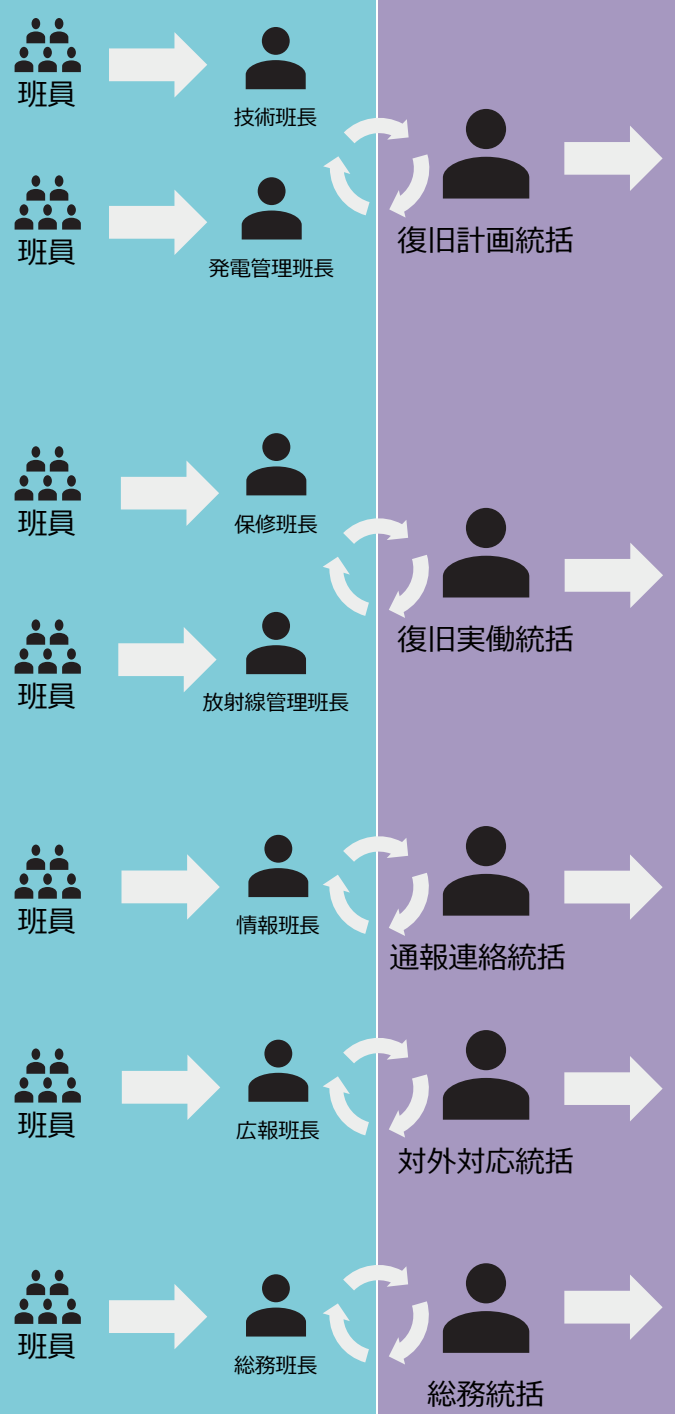 班員
技術班長
班員
発電管理班長
復旧計画統括
班員
保修班長
班員
放射線管理班長
復旧実働統括
班員
情報班長
通報連絡統括
班員
広報班長
対外対応統括
班員
総務班長
総務統括